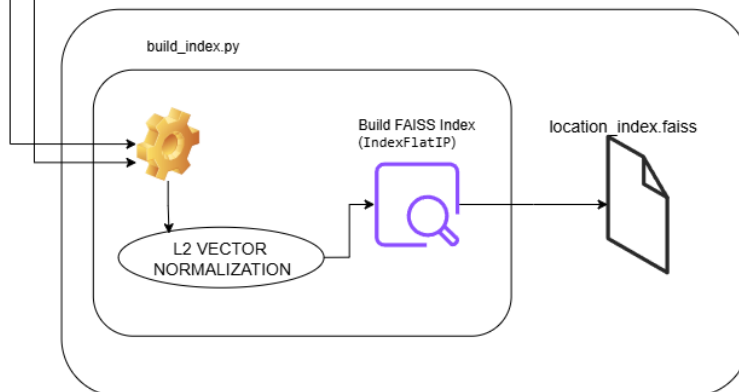 build_index.py
Build FAISS Index
(IndexFlatIP)
location_index.faiss
L2 VECTOR
NORMALIZATION